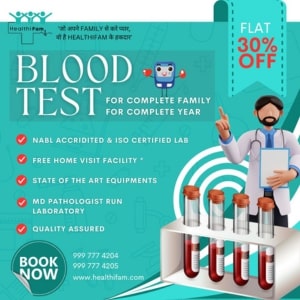 HealthiFam
"जो अपने FAMILY से करे प्यार,
वो है HEALTHIFAM के हकदार"
FLAT
30%
OFF
BLOOD
TEST
FOR COMPLETE FAMILY
FOR COMPLETE YEAR
NABL ACCRIDITED & ISO CERTIFIED LAB
FREE HOME VISIT FACILITY *
STATE OF THE ART EQUIPMENTS
MD PATHOLOGIST RUN
LABORATORY
QUALITY ASSURED
BOOK
NOW
999 777 4204
999 777 4205
www.healthifam.com